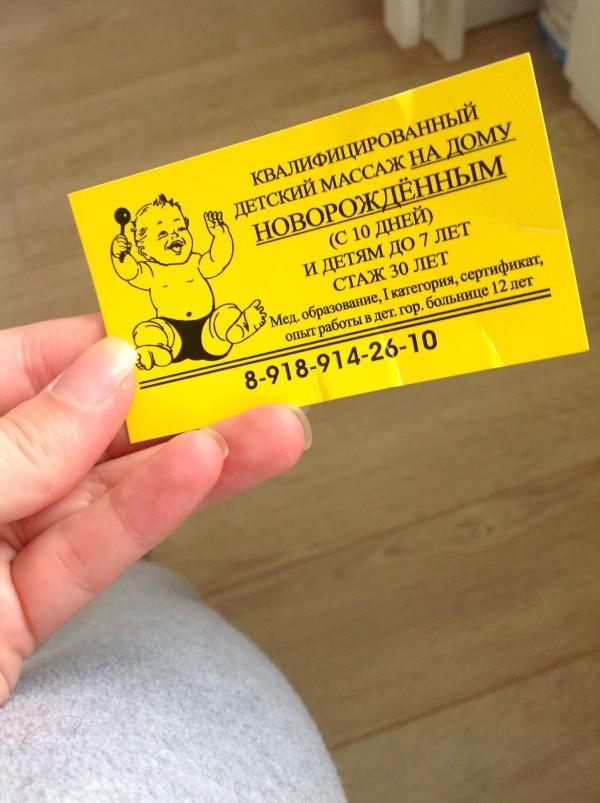 КВАЛИФИЦИРОВАННЫЙ
ДЕТСКИЙ МАССАЖ НА ДОМУ
НОВОРОЖДЁННЫМ
(С 10 ДНЕЙ)
И ДЕТЯМ ДО 7 ЛЕТ
СТАЖ 30 ЛЕТ
Мед. образование, I категория, сертификат,
опыт работы в дет. гор. больнице 12 лет
8-918-914-26-10